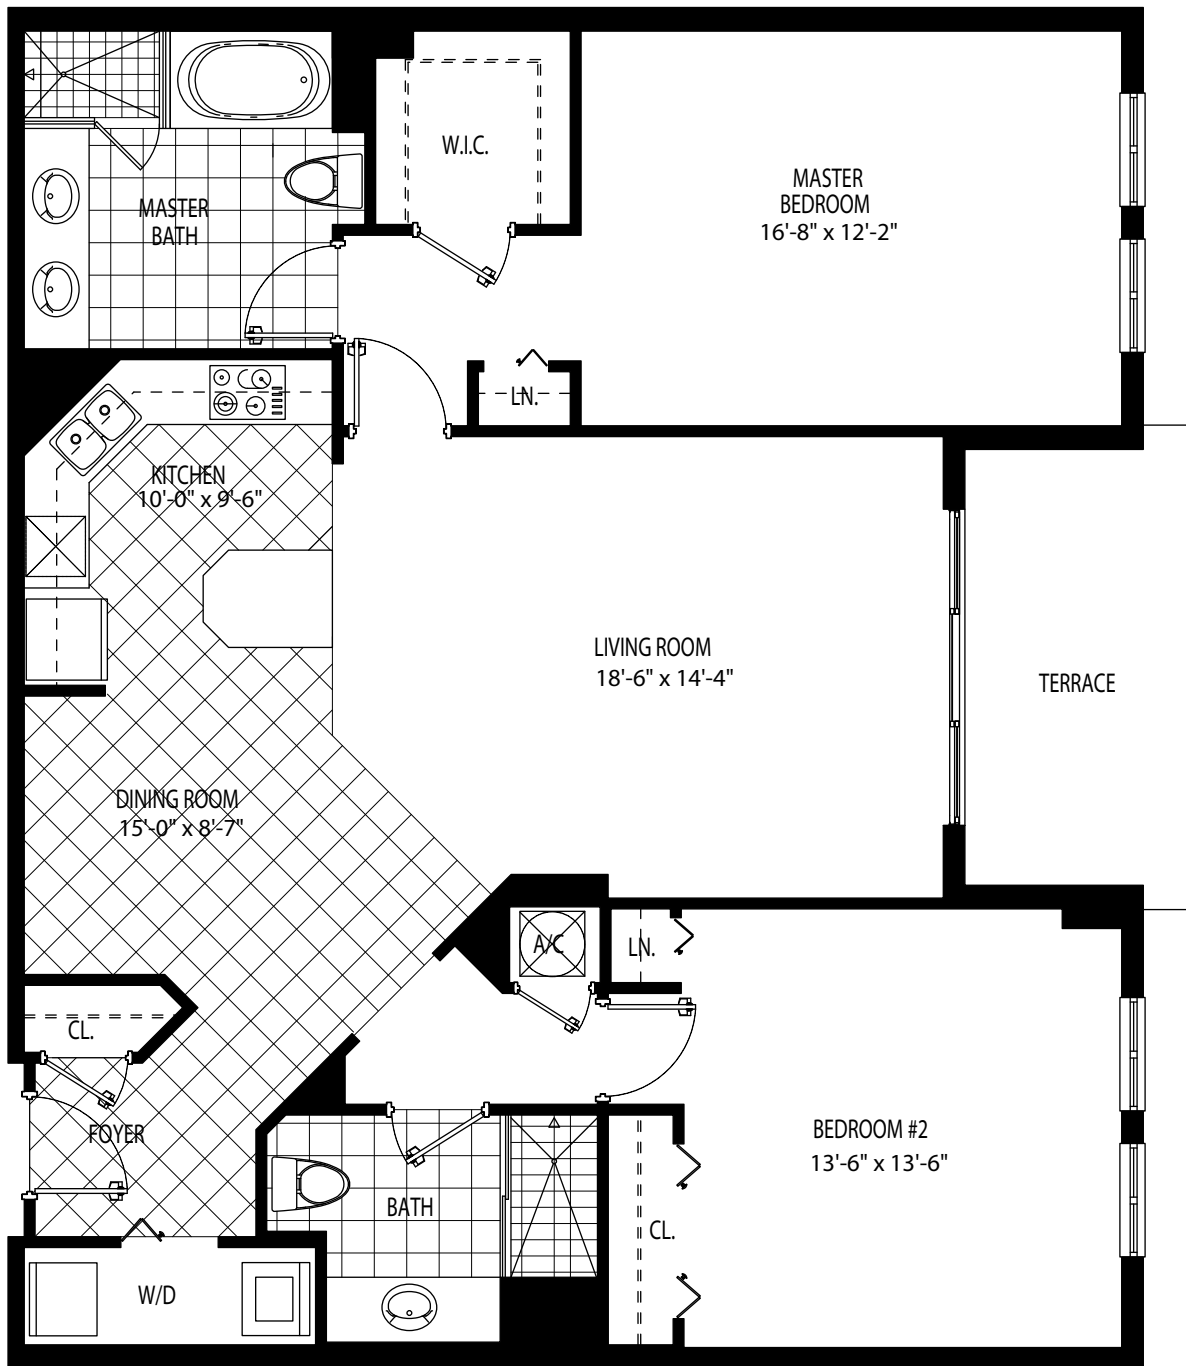 W.I.C.
MASTER
BEDROOM
16'-8" x 12'-2"
MASTER
BATH
LN.
KITCHEN
10'-0" x 9'-6"
LIVING ROOM
18'-6" x 14'-4"
TERRACE
DINING ROOM
15'-0" x 8'-7"
A/C
LN.
CL.
FOYER
BEDROOM #2
13'-6" x 13'-6"
BATH
CL.
W/D